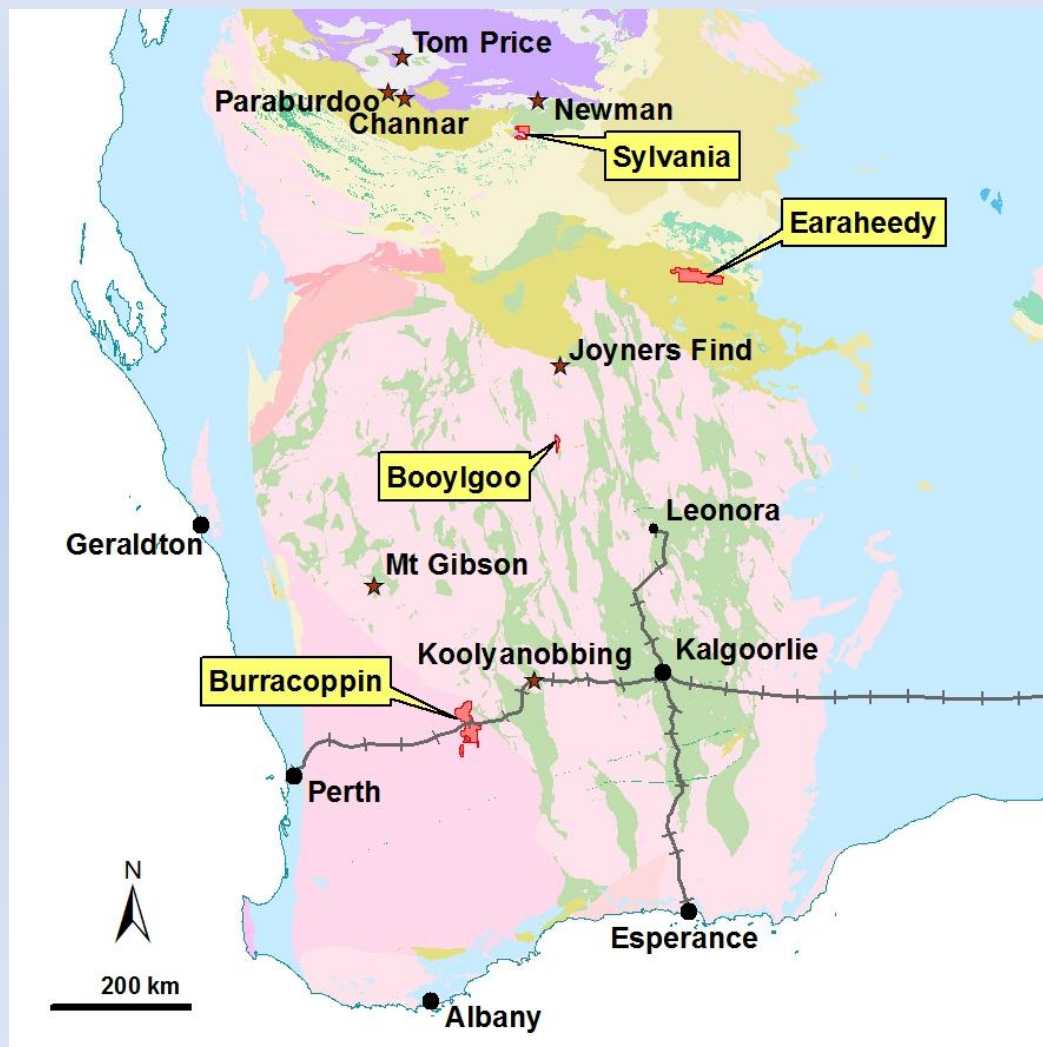 Tom Price
Paraburdoo
Channar
Newman
Sylvania
Earaheedy
Joyners Find
Booylgoo
Leonora
Geraldton
Mt Gibson
Koolyanobbing
Kalgoorlie
Burracoppin
Perth
N
Esperance
200 km
Albany